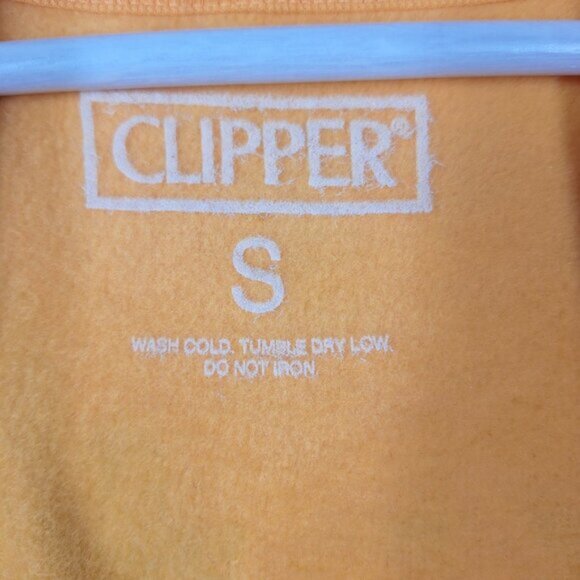 CLIPPER®
S
WASH COLD. TUMBLE DRY LOW.
DO NOT IRON